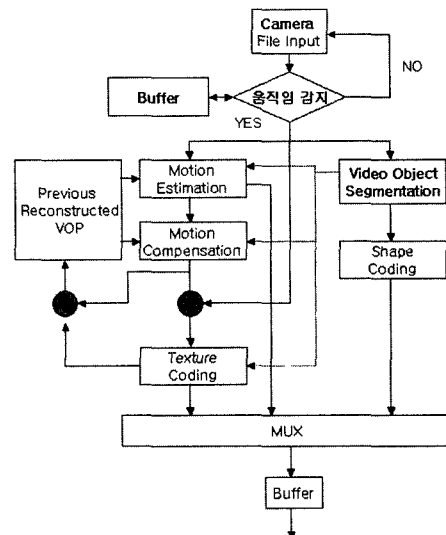 Camera
File Input
NO
Buffer
움직임 감지
YES
Motion
Estimation
Video Object
Segmentation
Previous
Reconstructed
VOP
Motion
Compensation
Shape
Coding
Texture
Coding
MUX
Buffer